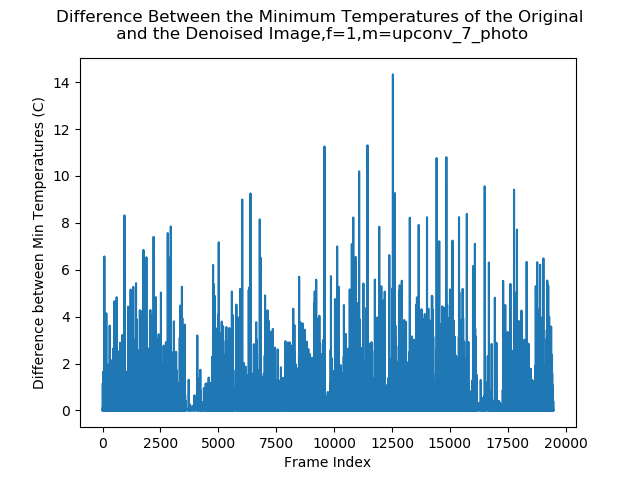 Difference Between the Minimum Temperatures of the Original
and the Denoised Image,f=1,m=upconv_7_photo
Difference between Min Temperatures (C)
14
12
10
8
6
4
2
0
0 2500 5000 7500 10000 12500 15000 17500 20000
Frame Index